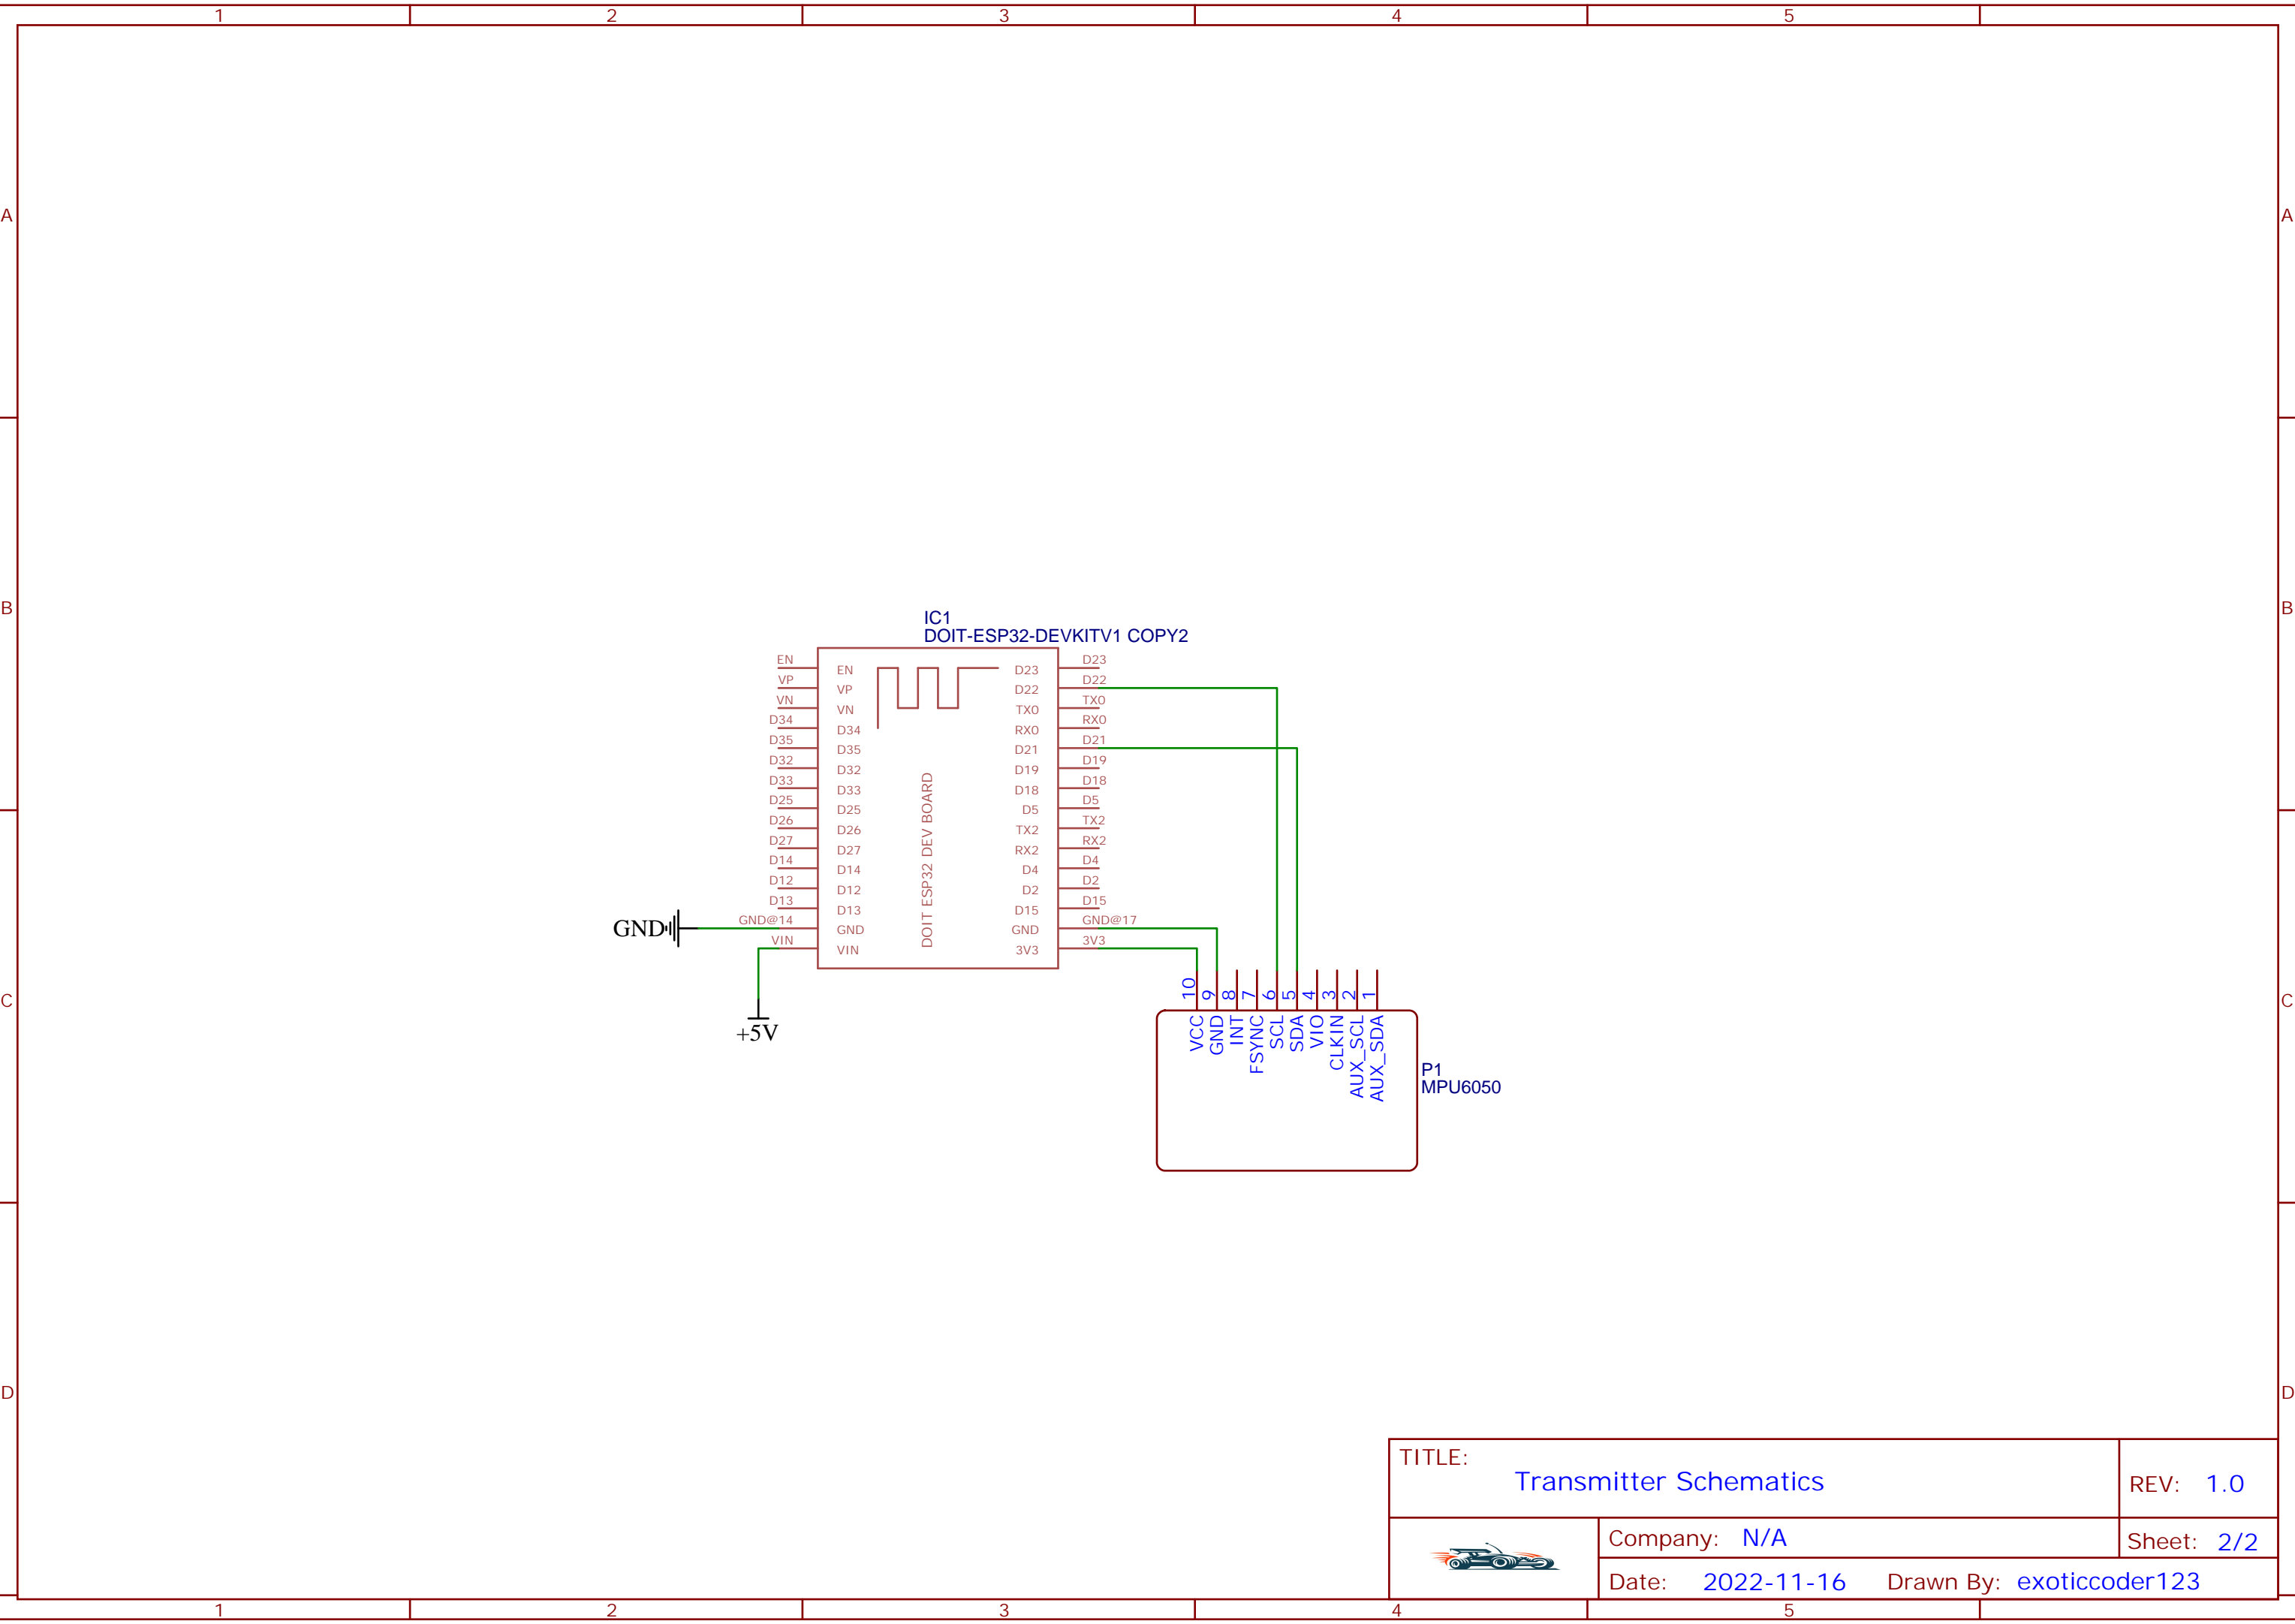 1 2 3 4 5
A A
B B
C C
D D
IC1
DOIT-ESP32-DEVKITV1 COPY2
EN EN D23 D23
VP VP D22 D22
VN VN TX0 TX0
D34 D34 RX0 RX0
D35 D35 D21 D21
D32 D32 D19 D19
D33 D33 D18 D18
D25 D25 D5 D5
D26 D26 TX2 TX2
D27 D27 RX2 RX2
D14 D14 D4 D4
D12 D12 D2 D2
D13 D13 D15 D15
GND GND@14 GND GND GND@17
VIN VIN 3V3 3V3
DOIT ESP32 DEV BOARD
+5V
10 9 8 7 6 5 4 3 2 1
VCC GND INT FSYNC SCL SDA VIO CLKIN AUX_SCL AUX_SDA
P1
MPU6050
TITLE:
Transmitter Schematics
REV: 1.0
Company: N/A
Sheet: 2/2
Date: 2022-11-16 Drawn By: exoticcoder123
1 2 3 4 5